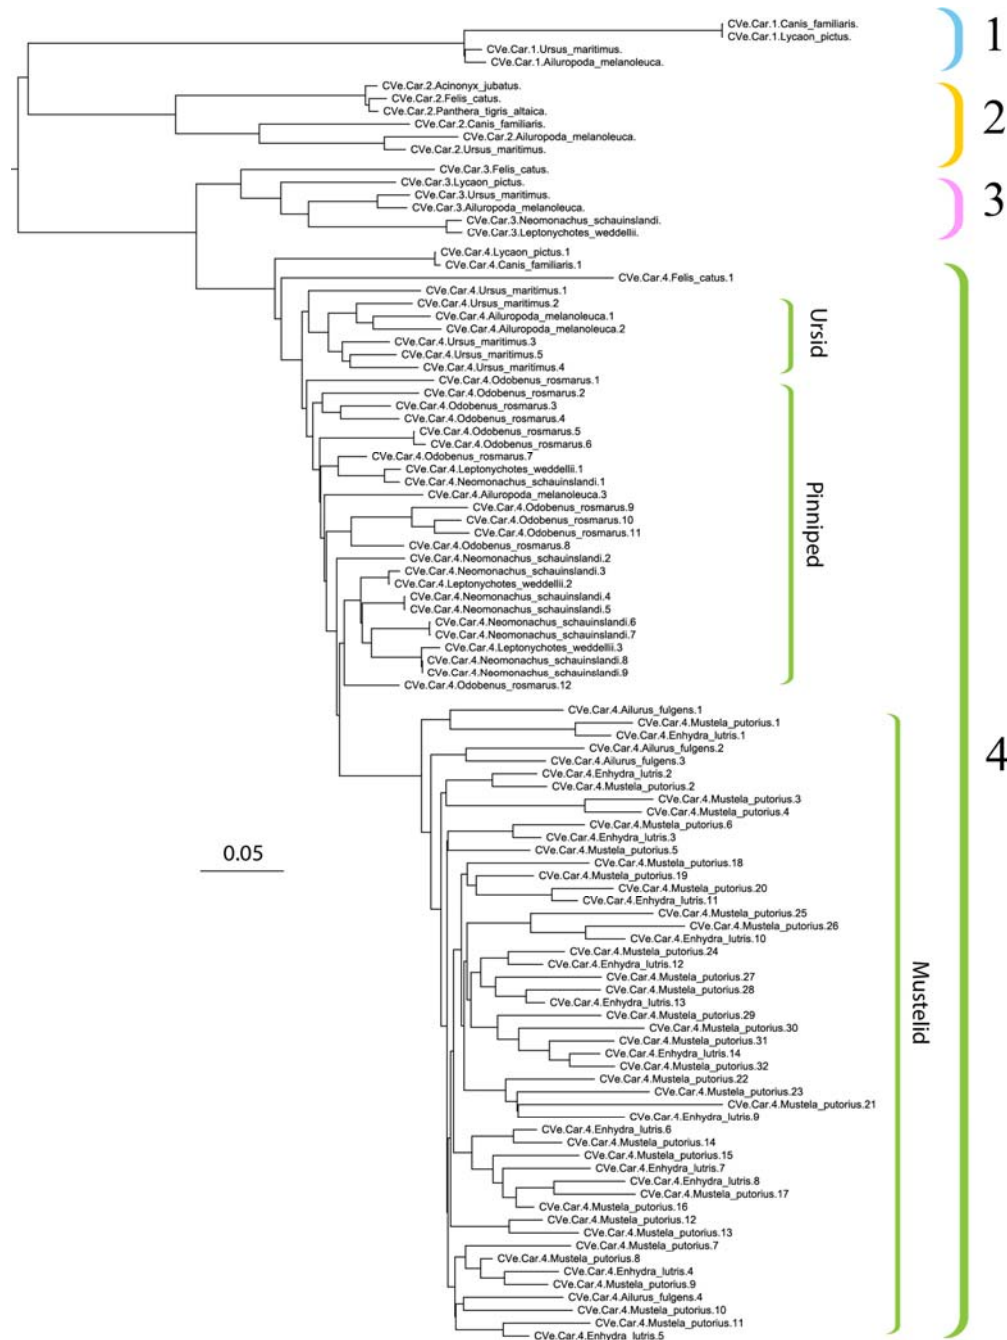 CVe.Car.1.Canis_familiaris.
CVe.Car.1.Lycaon_pictus.
CVe.Car.1.Ursus_maritimus.
CVe.Car.1.Ailuropoda_melanoleuca.
1
CVe.Car.2.Acinonyx_jubatus.
CVe.Car.2.Felis_catus.
CVe.Car.2.Panthera_tigris_altaica.
CVe.Car.2.Canis_familiaris.
CVe.Car.2.Ailuropoda_melanoleuca.
CVe.Car.2.Ursus_maritimus.
2
CVe.Car.3.Felis_catus.
CVe.Car.3.Lycaon_pictus.
CVe.Car.3.Ursus_maritimus.
CVe.Car.3.Ailuropoda_melanoleuca.
CVe.Car.3.Neomonachus_schauinslandi.
CVe.Car.3.Leptonychotes_weddellii.
3
CVe.Car.4.Lycaon_pictus.1
CVe.Car.4.Canis_familiaris.1
CVe.Car.4.Felis_catus.1
CVe.Car.4.Ursus_maritimus.1
CVe.Car.4.Ursus_maritimus.2
CVe.Car.4.Ailuropoda_melanoleuca.1
CVe.Car.4.Ailuropoda_melanoleuca.2
CVe.Car.4.Ursus_maritimus.3
CVe.Car.4.Ursus_maritimus.5
CVe.Car.4.Ursus_maritimus.4
Ursid
CVe.Car.4.Odobenus_rosmarus.1
CVe.Car.4.Odobenus_rosmarus.2
CVe.Car.4.Odobenus_rosmarus.3
CVe.Car.4.Odobenus_rosmarus.4
CVe.Car.4.Odobenus_rosmarus.5
CVe.Car.4.Odobenus_rosmarus.6
CVe.Car.4.Odobenus_rosmarus.7
CVe.Car.4.Leptonychotes_weddellii.1
CVe.Car.4.Neomonachus_schauinslandi.1
CVe.Car.4.Ailuropoda_melanoleuca.3
CVe.Car.4.Odobenus_rosmarus.9
CVe.Car.4.Odobenus_rosmarus.10
CVe.Car.4.Odobenus_rosmarus.11
CVe.Car.4.Odobenus_rosmarus.8
CVe.Car.4.Neomonachus_schauinslandi.2
CVe.Car.4.Neomonachus_schauinslandi.3
CVe.Car.4.Leptonychotes_weddellii.2
CVe.Car.4.Neomonachus_schauinslandi.4
CVe.Car.4.Neomonachus_schauinslandi.5
CVe.Car.4.Neomonachus_schauinslandi.6
CVe.Car.4.Neomonachus_schauinslandi.7
CVe.Car.4.Leptonychotes_weddellii.3
CVe.Car.4.Neomonachus_schauinslandi.8
CVe.Car.4.Neomonachus_schauinslandi.9
CVe.Car.4.Odobenus_rosmarus.12
Pinniped
CVe.Car.4.Ailurus_fulgens.1
CVe.Car.4.Mustela_putorius.1
CVe.Car.4.Enhydra_lutris.1
CVe.Car.4.Ailurus_fulgens.2
CVe.Car.4.Ailurus_fulgens.3
CVe.Car.4.Enhydra_lutris.2
CVe.Car.4.Mustela_putorius.2
CVe.Car.4.Mustela_putorius.3
CVe.Car.4.Mustela_putorius.4
CVe.Car.4.Mustela_putorius.6
CVe.Car.4.Enhydra_lutris.3
CVe.Car.4.Mustela_putorius.5
CVe.Car.4.Mustela_putorius.18
CVe.Car.4.Mustela_putorius.19
CVe.Car.4.Mustela_putorius.20
CVe.Car.4.Enhydra_lutris.11
CVe.Car.4.Mustela_putorius.25
CVe.Car.4.Mustela_putorius.26
CVe.Car.4.Enhydra_lutris.10
CVe.Car.4.Mustela_putorius.24
CVe.Car.4.Enhydra_lutris.12
CVe.Car.4.Mustela_putorius.27
CVe.Car.4.Mustela_putorius.28
CVe.Car.4.Enhydra_lutris.13
CVe.Car.4.Mustela_putorius.29
CVe.Car.4.Mustela_putorius.30
CVe.Car.4.Mustela_putorius.31
CVe.Car.4.Enhydra_lutris.14
CVe.Car.4.Mustela_putorius.32
CVe.Car.4.Mustela_putorius.22
CVe.Car.4.Mustela_putorius.23
CVe.Car.4.Mustela_putorius.21
CVe.Car.4.Enhydra_lutris.9
CVe.Car.4.Enhydra_lutris.6
CVe.Car.4.Mustela_putorius.14
CVe.Car.4.Mustela_putorius.15
CVe.Car.4.Enhydra_lutris.7
CVe.Car.4.Enhydra_lutris.8
CVe.Car.4.Mustela_putorius.17
CVe.Car.4.Mustela_putorius.16
CVe.Car.4.Mustela_putorius.12
CVe.Car.4.Mustela_putorius.13
CVe.Car.4.Mustela_putorius.7
CVe.Car.4.Mustela_putorius.8
CVe.Car.4.Enhydra_lutris.4
CVe.Car.4.Mustela_putorius.9
CVe.Car.4.Ailurus_fulgens.4
CVe.Car.4.Mustela_putorius.10
CVe.Car.4.Mustela_putorius.11
CVe.Car.4.Enhydra_lutris.5
Mustelid
4
0.05